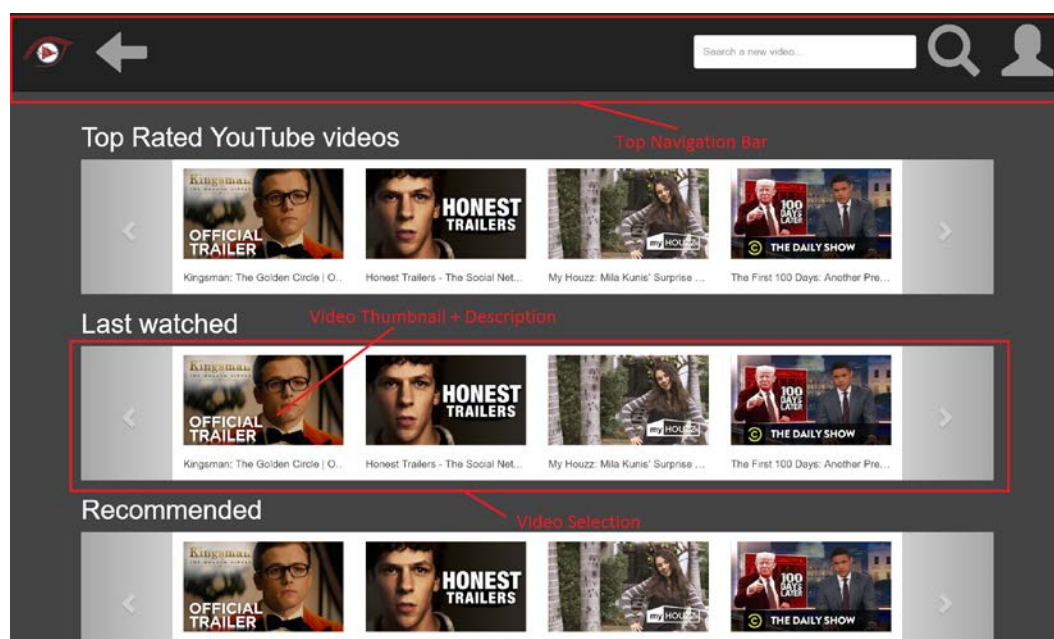 Search a new video...
Top Navigation Bar
Top Rated YouTube videos
Kingsman
OFFICIAL
TRAILER
HONEST
TRAILERS
my HOUZZ
100
DAYS
LATER
THE DAILY SHOW
Kingsman: The Golden Circle | O...
Honest Trailers - The Social Net...
My Houzz: Mila Kunis' Surprise ...
The First 100 Days: Another Pre...
Last watched
Video Thumbnail + Description
Kingsman
OFFICIAL
TRAILER
HONEST
TRAILERS
my HOUZZ
100
DAYS
LATER
THE DAILY SHOW
Kingsman: The Golden Circle | O...
Honest Trailers - The Social Net...
My Houzz: Mila Kunis' Surprise ...
The First 100 Days: Another Pre...
Video Selection
Recommended
Kingsman
OFFICIAL
TRAILER
HONEST
TRAILERS
my HOUZZ
100
DAYS
LATER
THE DAILY SHOW